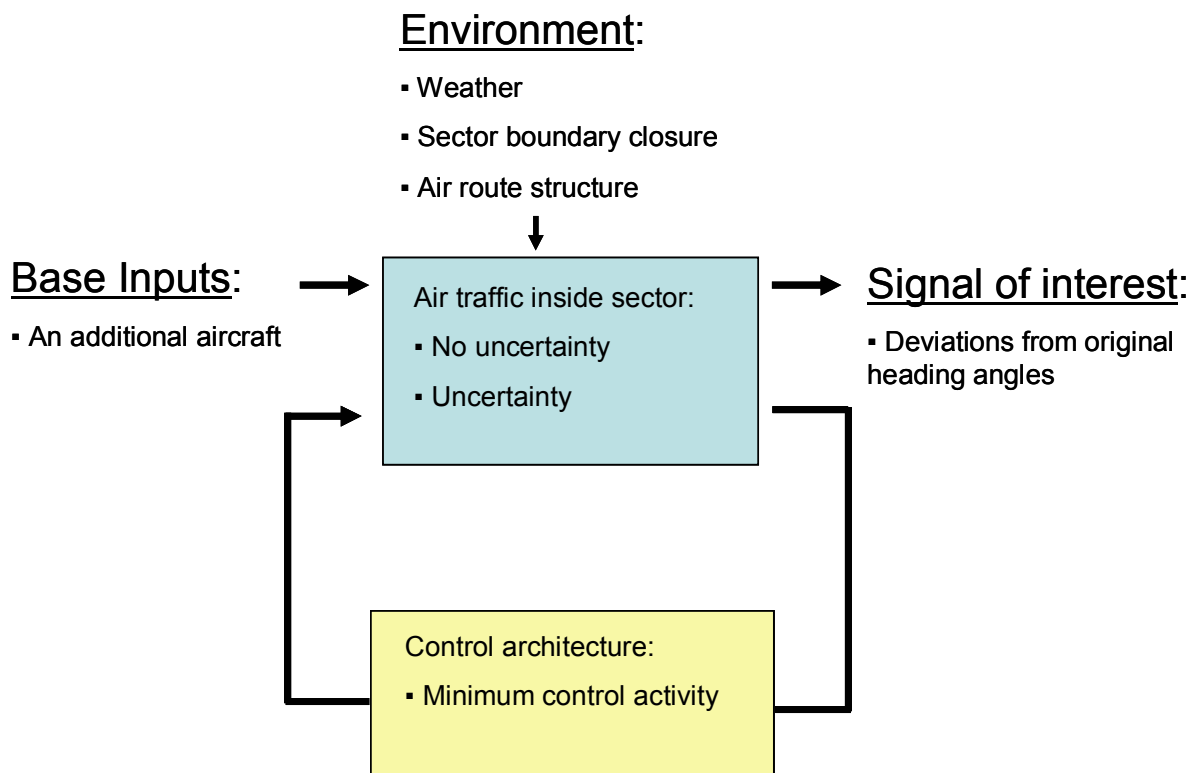 Environment:
▪ Weather
▪ Sector boundary closure
▪ Air route structure
Base Inputs:
▪ An additional aircraft
Air traffic inside sector:
▪ No uncertainty
▪ Uncertainty
Signal of interest:
▪ Deviations from original
heading angles
Control architecture:
▪ Minimum control activity